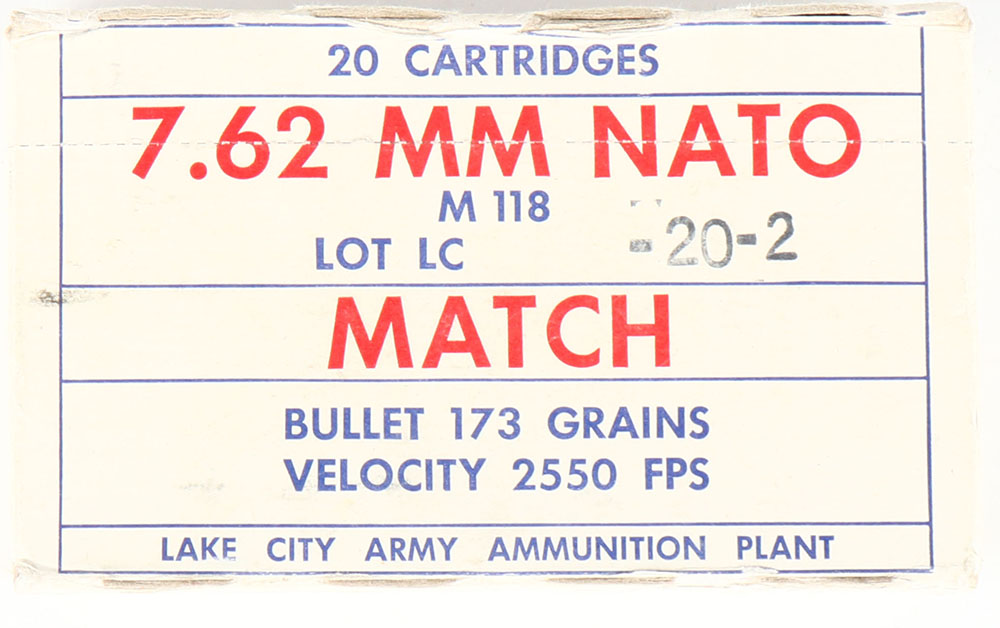 20 CARTRIDGES
7.62 MM NATO
M 118
LOT LC -20-2
MATCH
BULLET 173 GRAINS
VELOCITY 2550 FPS
LAKE CITY ARMY AMMUNITION PLANT